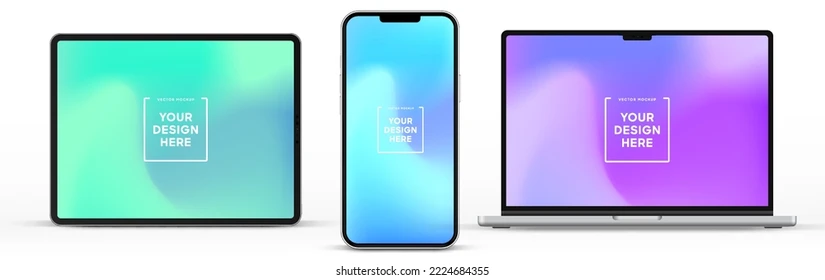 VECTOR MOCKUP
YOUR
DESIGN
HERE
VECTOR MOCKUP
YOUR
DESIGN
HERE
VECTOR MOCKUP
YOUR
DESIGN
HERE
shutterstock.com · 2224684355